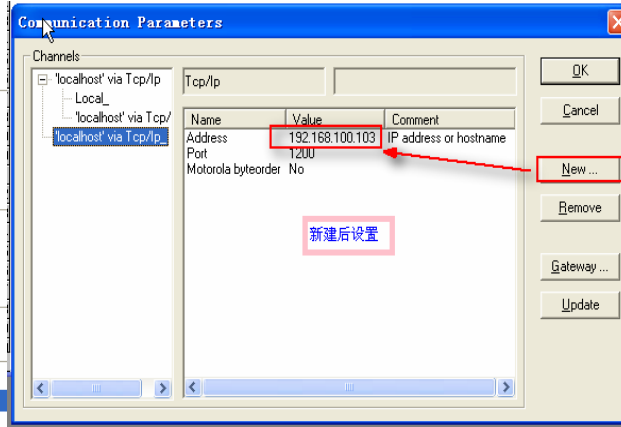 Communication Parameters
Channels
'localhost' via Tcp/Ip
Local_
'localhost' via Tcp/
'localhost' via Tcp/Ip_
Tcp/Ip
Name Value Comment
Address 192.168.100.103 IP address or hostname
Port 1200
Motorola byteorder No
新建后设置
OK
Cancel
New ...
Remove
Gateway ...
Update